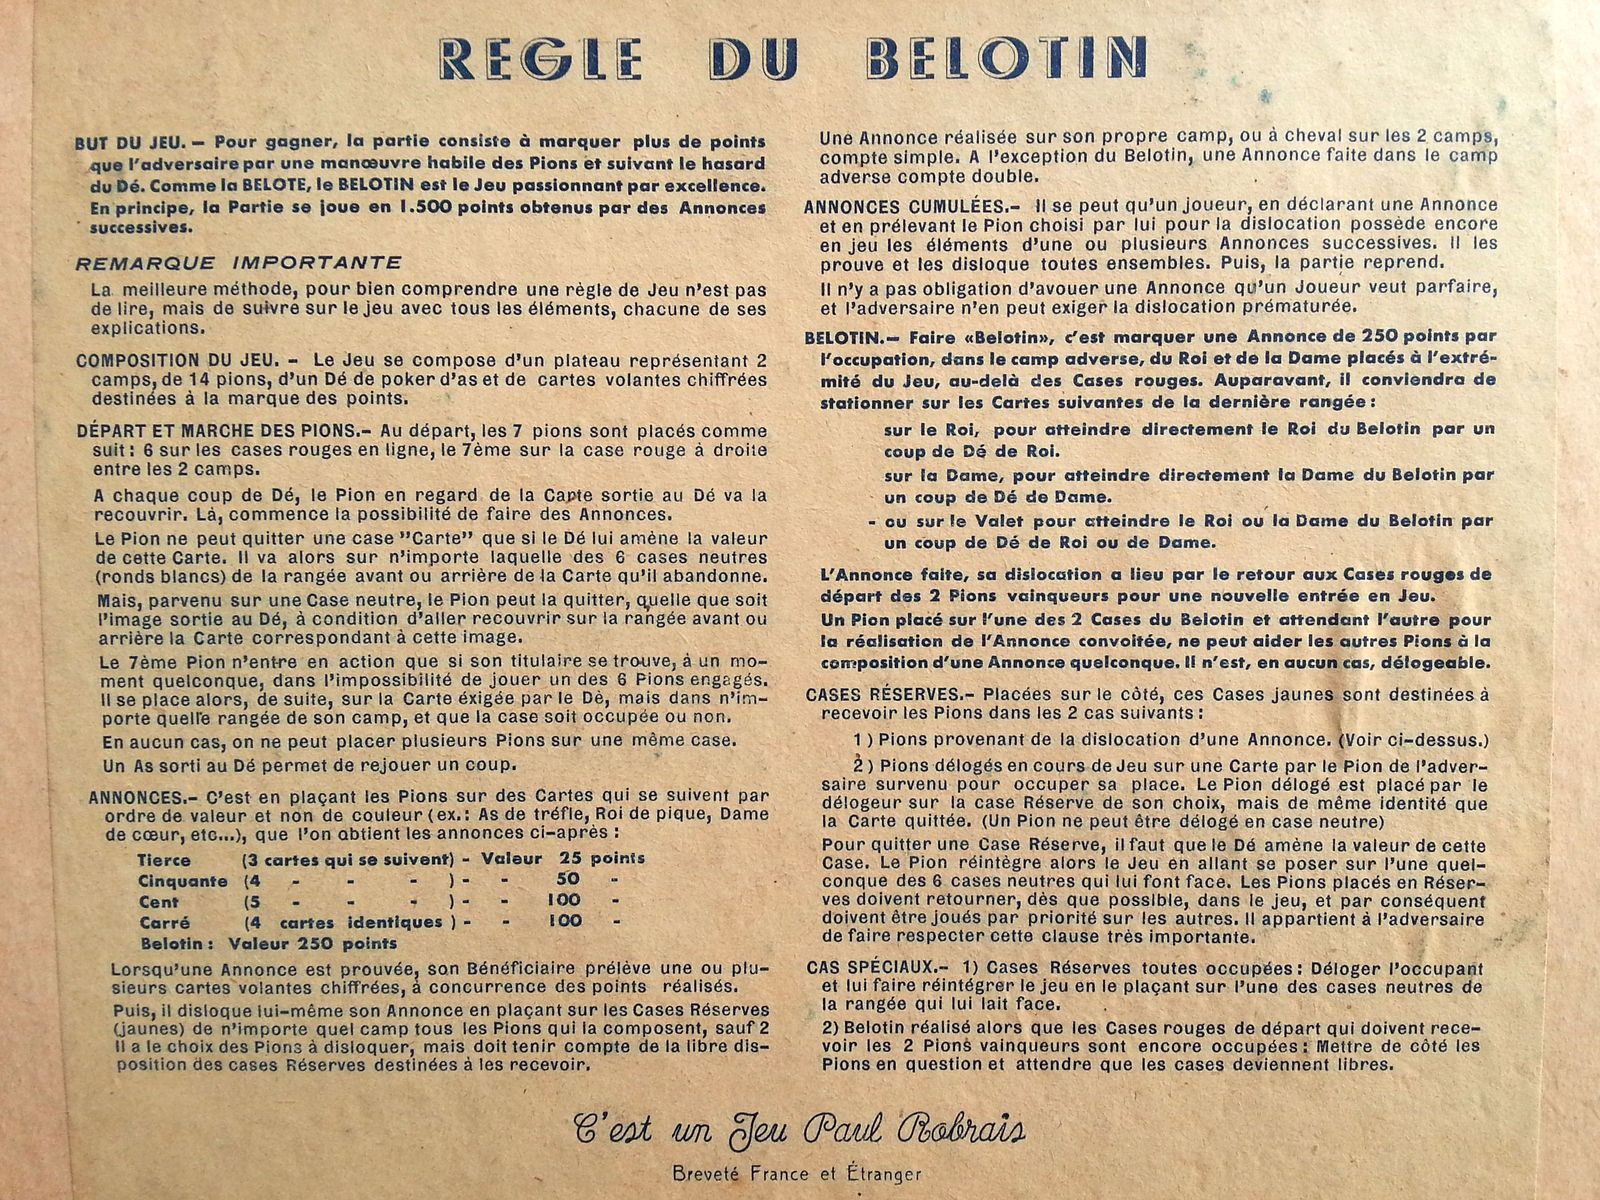 REGLE DU BELOTIN
BUT DU JEU. – Pour gagner, la partie consiste à marquer plus de points
que l'adversaire par une manœuvre habile des Pions et suivant le hasard
du Dé. Comme la BELOTE, le BELOTIN est le Jeu passionnant par excellence.
En principe, la Partie se joue en 1.500 points obtenus par des Annonces
successives.
REMARQUE IMPORTANTE
La meilleure méthode, pour bien comprendre une règle de Jeu n'est pas
de lire, mais de suivre sur le jeu avec tous les éléments, chacune de ses
explications.
COMPOSITION DU JEU. – Le Jeu se compose d'un plateau représentant 2
camps, de 14 pions, d'un Dé de poker d'as et de cartes volantes chiffrées
destinées à la marque des points.
DÉPART ET MARCHE DES PIONS.– Au départ, les 7 pions sont placés comme
suit : 6 sur les cases rouges en ligne, le 7ème sur la case rouge à droite
entre les 2 camps.
A chaque coup de Dé, le Pion en regard de la Carte sortie au Dé va la
recouvrir. Là, commence la possibilité de faire des Annonces.
Le Pion ne peut quitter une case "Carte" que si le Dé lui amène la valeur
de cette Carte. Il va alors sur n'importe laquelle des 6 cases neutres
(ronds blancs) de la rangée avant ou arrière de la Carte qu'il abandonne.
Mais, parvenu sur une Case neutre, le Pion peut la quitter, quelle que soit
l'image sortie au Dé, à condition d'aller recouvrir sur la rangée avant ou
arrière la Carte correspondant à cette image.
Le 7ème Pion n'entre en action que si son titulaire se trouve, à un mo-
ment quelconque, dans l'impossibilité de jouer un des 6 Pions engagés.
Il se place alors, de suite, sur la Carte éxigée par le Dè, mais dans n'im-
porte quelle rangée de son camp, et que la case soit occupée ou non.
En aucun cas, on ne peut placer plusieurs Pions sur une même case.
Un As sorti au Dé permet de rejouer un coup.
ANNONCES.– C'est en plaçant les Pions sur des Cartes qui se suivent par
ordre de valeur et non de couleur (ex.: As de tréfle, Roi de pique, Dame
de cœur, etc...), que l'on obtient les annonces ci-après :
Tierce (3 cartes qui se suivent) - Valeur 25 points
Cinquante (4 - - - ) - - 50 -
Cent (5 - - - ) - - 100 -
Carré (4 cartes identiques ) - - 100 -
Belotin : Valeur 250 points
Lorsqu'une Annonce est prouvée, son Bénéficiaire prélève une ou plu-
sieurs cartes volantes chiffrées, à concurrence des points réalisés.
Puis, il disloque lui-même son Annonce en plaçant sur les Cases Réserves
(jaunes) de n'importe quel camp tous les Pions qui la composent, sauf 2
Il a le choix des Pions à disloquer, mais doit tenir compte de la libre dis-
position des cases Réserves destinées à les recevoir.
Une Annonce réalisée sur son propre camp, ou à cheval sur les 2 camps,
compte simple. A l'exception du Belotin, une Annonce faite dans le camp
adverse compte double.
ANNONCES CUMULÉES.– Il se peut qu'un joueur, en déclarant une Annonce
et en prélevant le Pion choisi par lui pour la dislocation possède encore
en jeu les éléments d'une ou plusieurs Annonces successives. Il les
prouve et les disloque toutes ensembles. Puis, la partie reprend.
Il n'y a pas obligation d'avouer une Annonce qu'un Joueur veut parfaire,
et l'adversaire n'en peut exiger la dislocation prématurée.
BELOTIN.– Faire «Belotin», c'est marquer une Annonce de 250 points par
l'occupation, dans le camp adverse, du Roi et de la Dame placés à l'extré-
mité du Jeu, au-delà des Cases rouges. Auparavant, il conviendra de
stationner sur les Cartes suivantes de la dernière rangée :
sur le Roi, pour atteindre directement le Roi du Belotin par un
coup de Dé de Roi.
sur la Dame, pour atteindre directement la Dame du Belotin par
un coup de Dé de Dame.
- ou sur le Valet pour atteindre le Roi ou la Dame du Belotin par
un coup de Dé de Roi ou de Dame.
L'Annonce faite, sa dislocation a lieu par le retour aux Cases rouges de
départ des 2 Pions vainqueurs pour une nouvelle entrée en Jeu.
Un Pion placé sur l'une des 2 Cases du Belotin et attendant l'autre pour
la réalisation de l'Annonce convoitée, ne peut aider les autres Pions à la
composition d'une Annonce quelconque. Il n'est, en aucun cas, délogeable.
CASES RÉSERVES.– Placées sur le côté, ces Cases jaunes sont destinées à
recevoir les Pions dans les 2 cas suivants :
1 ) Pions provenant de la dislocation d'une Annonce. (Voir ci-dessus.)
2 ) Pions délogés en cours de Jeu sur une Carte par le Pion de l'adver-
saire survenu pour occuper sa place. Le Pion délogé est placé par le
délogeur sur la case Réserve de son choix, mais de même identité que
la Carte quittée. (Un Pion ne peut être délogé en case neutre)
Pour quitter une Case Réserve, il faut que le Dé amène la valeur de cette
Case. Le Pion réintègre alors le Jeu en allant se poser sur l'une quel-
conque des 6 cases neutres qui lui font face. Les Pions placés en Réser-
ves doivent retourner, dès que possible, dans le jeu, et par conséquent
doivent être joués par priorité sur les autres. Il appartient à l'adversaire
de faire respecter cette clause très importante.
CAS SPÉCIAUX.– 1) Cases Réserves toutes occupées : Déloger l'occupant
et lui faire réintégrer le jeu en le plaçant sur l'une des cases neutres de
la rangée qui lui lait face.
2) Belotin réalisé alors que les Cases rouges de départ qui doivent rece-
voir les 2 Pions vainqueurs sont encore occupées : Mettre de côté les
Pions en question et attendre que les cases deviennent libres.
C'est un Jeu Paul Robrais
Breveté France et Étranger